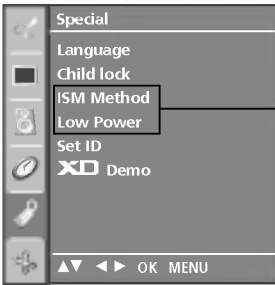 Special
Language
Child lock
ISM Method
Low Power
Set ID
XD Demo
▲▼ ◄► OK MENU